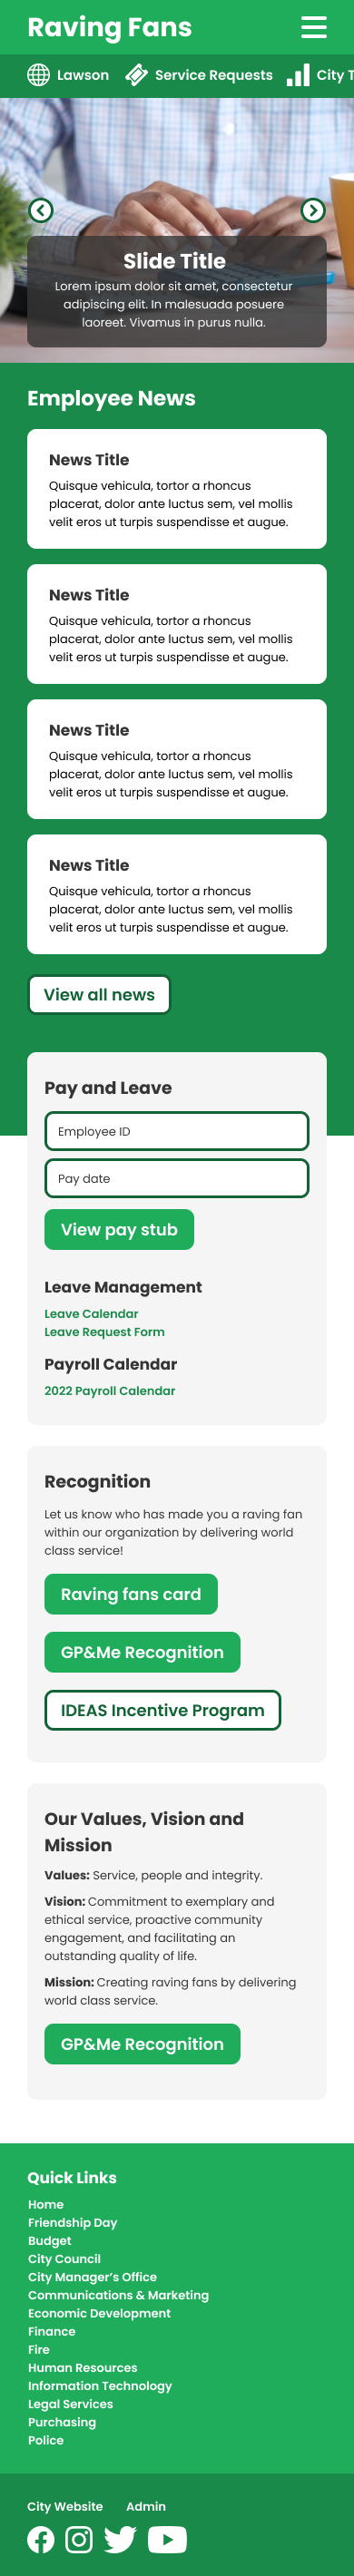 Raving Fans
Lawson Service Requests City T
Slide Title
Lorem ipsum dolor sit amet, consectetur
adipiscing elit. In malesuada posuere
laoreet. Vivamus in purus nulla.
Employee News
News Title
Quisque vehicula, tortor a rhoncus
placerat, dolor ante luctus sem, vel mollis
velit eros ut turpis suspendisse et augue.
News Title
Quisque vehicula, tortor a rhoncus
placerat, dolor ante luctus sem, vel mollis
velit eros ut turpis suspendisse et augue.
News Title
Quisque vehicula, tortor a rhoncus
placerat, dolor ante luctus sem, vel mollis
velit eros ut turpis suspendisse et augue.
News Title
Quisque vehicula, tortor a rhoncus
placerat, dolor ante luctus sem, vel mollis
velit eros ut turpis suspendisse et augue.
View all news
Pay and Leave
Employee ID
Pay date
View pay stub
Leave Management
Leave Calendar
Leave Request Form
Payroll Calendar
2022 Payroll Calendar
Recognition
Let us know who has made you a raving fan
within our organization by delivering world
class service!
Raving fans card
GP&Me Recognition
IDEAS Incentive Program
Our Values, Vision and
Mission
Values: Service, people and integrity.
Vision: Commitment to exemplary and
ethical service, proactive community
engagement, and facilitating an
outstanding quality of life.
Mission: Creating raving fans by delivering
world class service.
GP&Me Recognition
Quick Links
Home
Friendship Day
Budget
City Council
City Manager's Office
Communications & Marketing
Economic Development
Finance
Fire
Human Resources
Information Technology
Legal Services
Purchasing
Police
City Website Admin